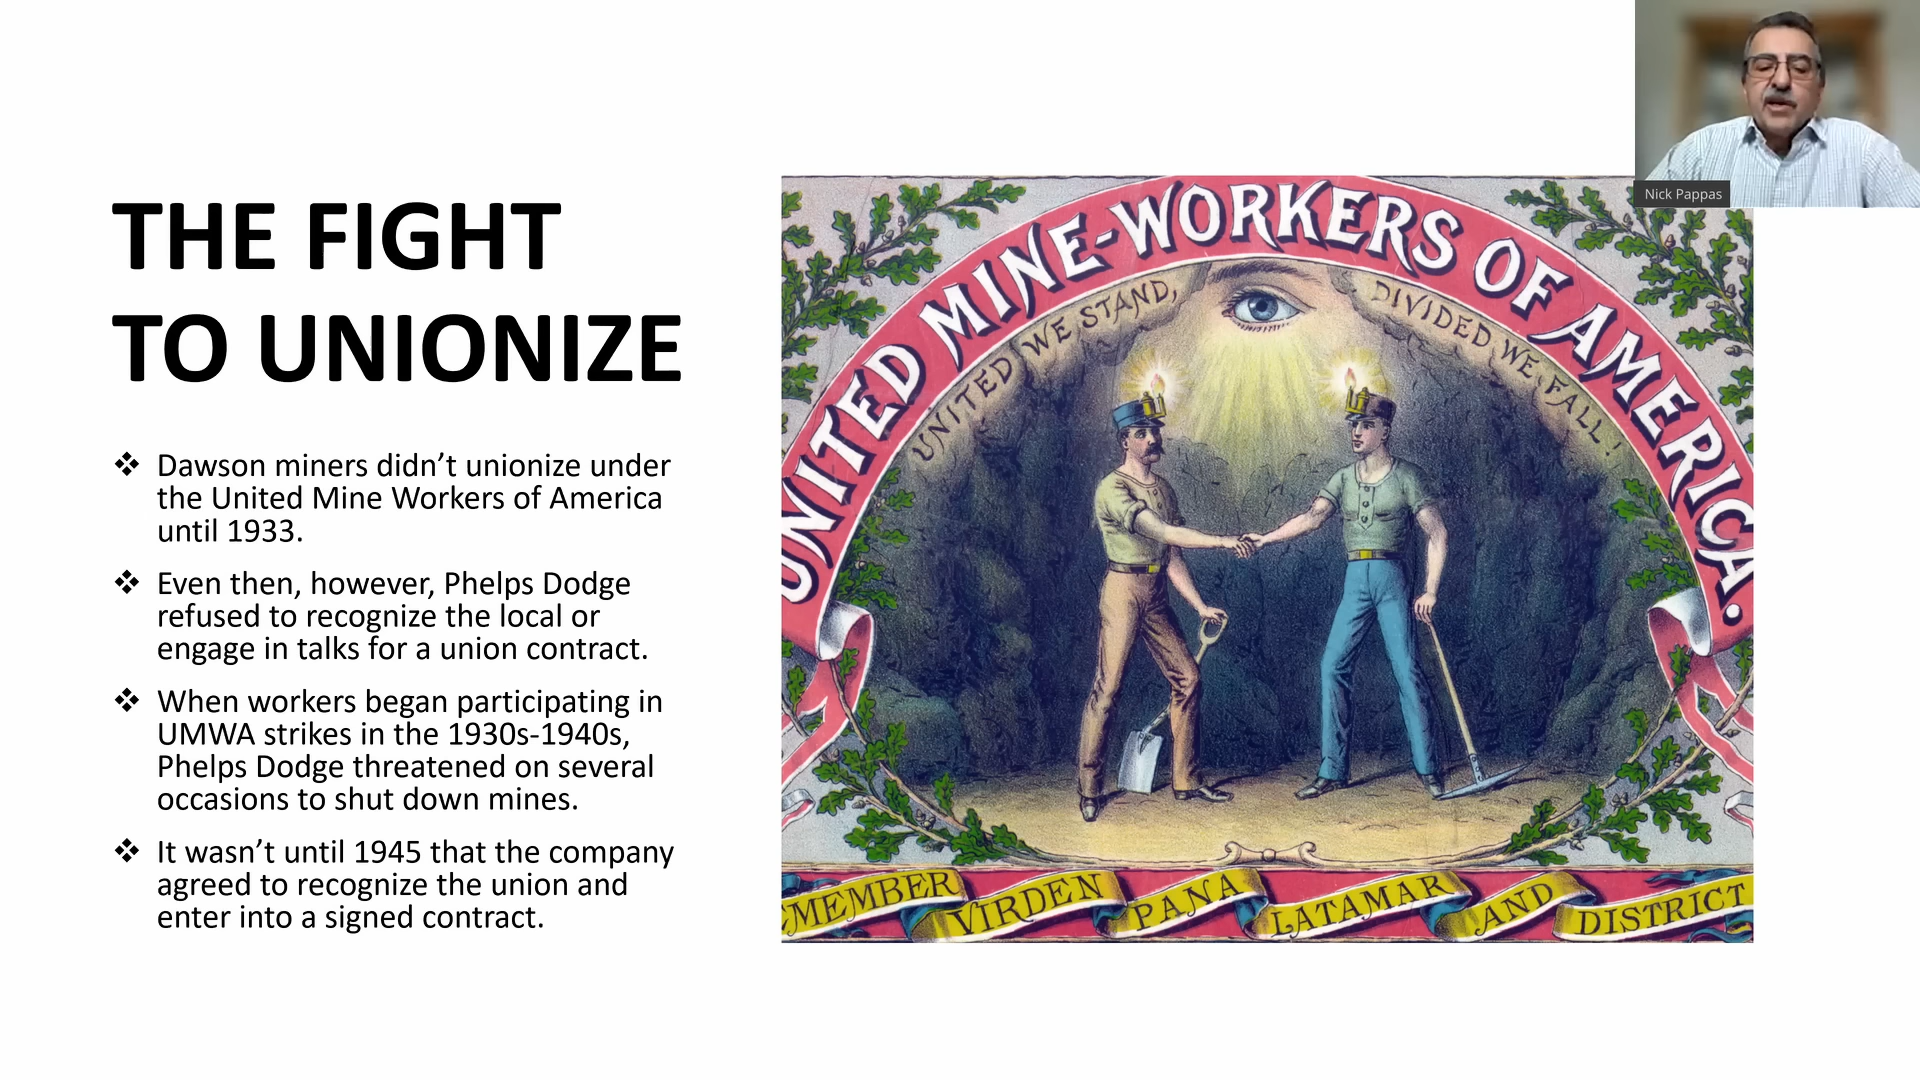 Nick Pappas
THE FIGHT
TO UNIONIZE
❖ Dawson miners didn’t unionize under
the United Mine Workers of America
until 1933.
❖ Even then, however, Phelps Dodge
refused to recognize the local or
engage in talks for a union contract.
❖ When workers began participating in
UMWA strikes in the 1930s-1940s,
Phelps Dodge threatened on several
occasions to shut down mines.
❖ It wasn’t until 1945 that the company
agreed to recognize the union and
enter into a signed contract.
UNITED MINE-WORKERS OF AMERICA.
UNITED WE STAND, DIVIDED WE FALL!
EMEMBER VIRDEN PANA LATAMAR AND DISTRICT